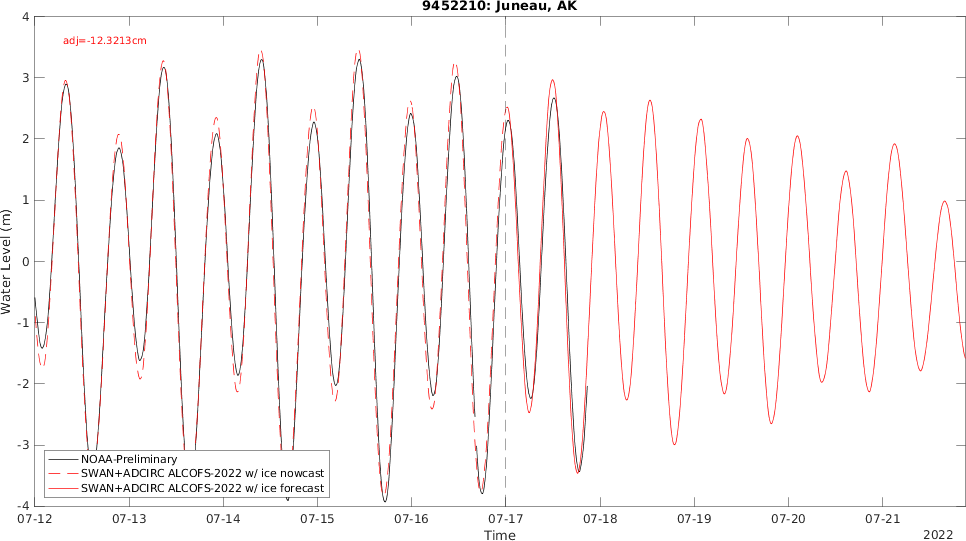 9452210: Juneau, AK
adj=-12.3213cm
4
3
2
1
0
-1
-2
-3
-4
Water Level (m)
NOAA-Preliminary
SWAN+ADCIRC ALCOFS-2022 w/ ice nowcast
SWAN+ADCIRC ALCOFS-2022 w/ ice forecast
07-12 07-13 07-14 07-15 07-16 07-17 07-18 07-19 07-20 07-21
Time
2022